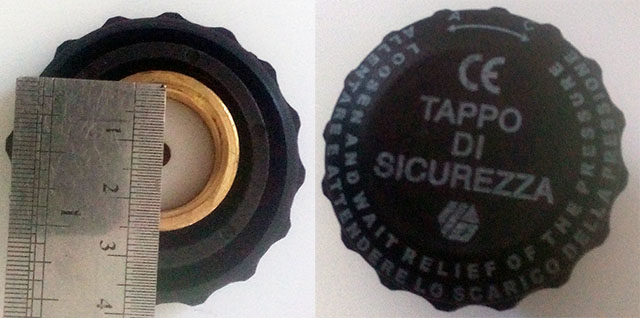 1
2
1
3
4
A C
CE
TAPPO
DI
SICUREZZA
LOOSEN AND WAIT RELIEF OF THE PRESSURE
ALLENTARE E ATTENDERE LO SCARICO DELLA PRESSIONE